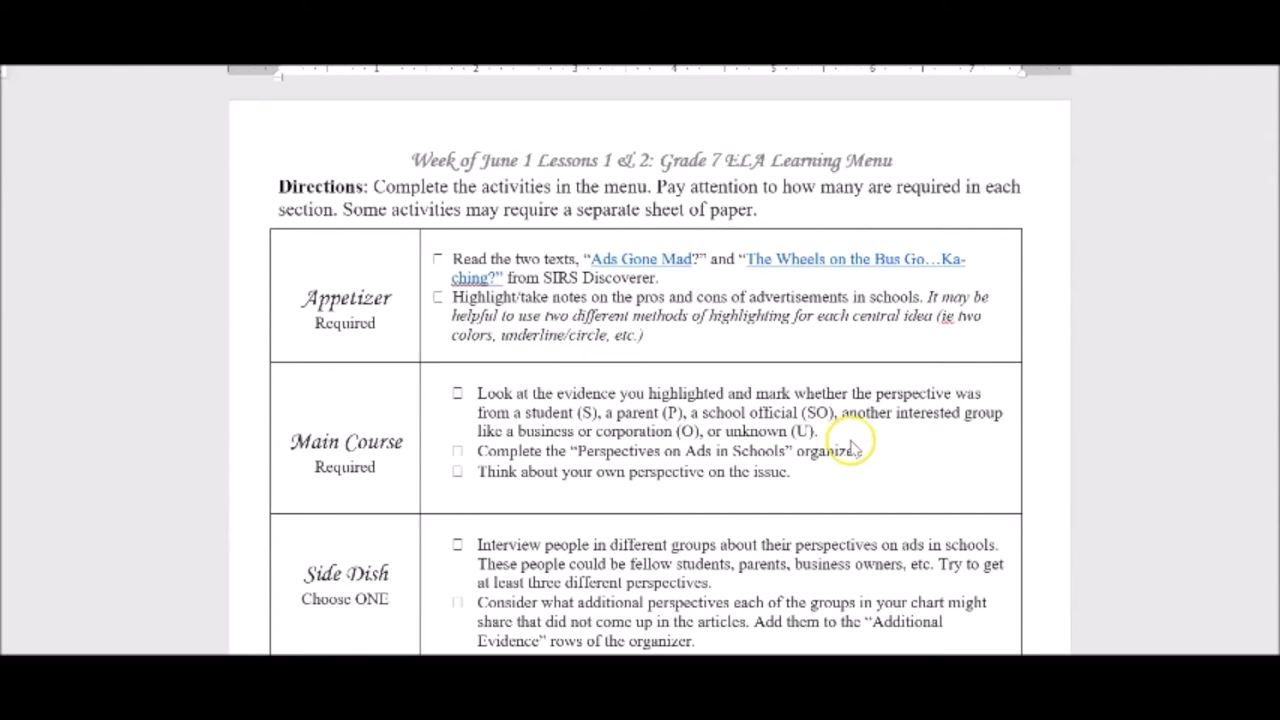 1 2 3 4 5 6 7
Week of June 1 Lessons 1 & 2: Grade 7 ELA Learning Menu
Directions: Complete the activities in the menu. Pay attention to how many are required in each
section. Some activities may require a separate sheet of paper.
Appetizer
Required
Read the two texts, “Ads Gone Mad?” and “The Wheels on the Bus Go…Ka-
ching?” from SIRS Discoverer.
Highlight/take notes on the pros and cons of advertisements in schools. It may be
helpful to use two different methods of highlighting for each central idea (ie two
colors, underline/circle, etc.)
Main Course
Required
Look at the evidence you highlighted and mark whether the perspective was
from a student (S), a parent (P), a school official (SO), another interested group
like a business or corporation (O), or unknown (U).
Complete the “Perspectives on Ads in Schools”
Think about your own perspective on the issue.
Side Dish
Choose ONE
Interview people in different groups about their perspectives on ads in schools.
These people could be fellow students, parents, business owners, etc. Try to get
at least three different perspectives.
Consider what additional perspectives each of the groups in your chart might
share that did not come up in the articles. Add them to the “Additional
Evidence” rows of the organizer.